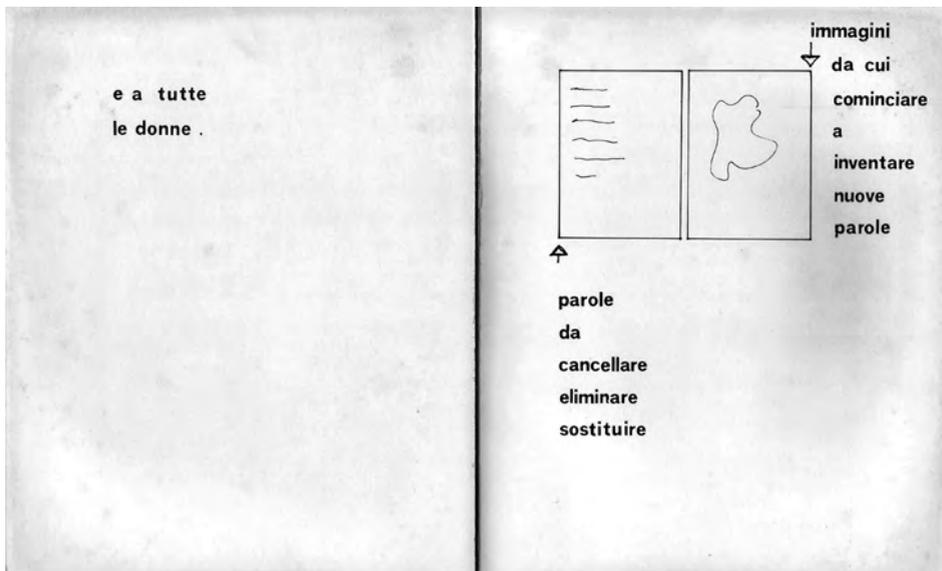 e a tutte
le donne .
immagini
da cui
cominciare
a
inventare
nuove
parole
parole
da
cancellare
eliminare
sostituire